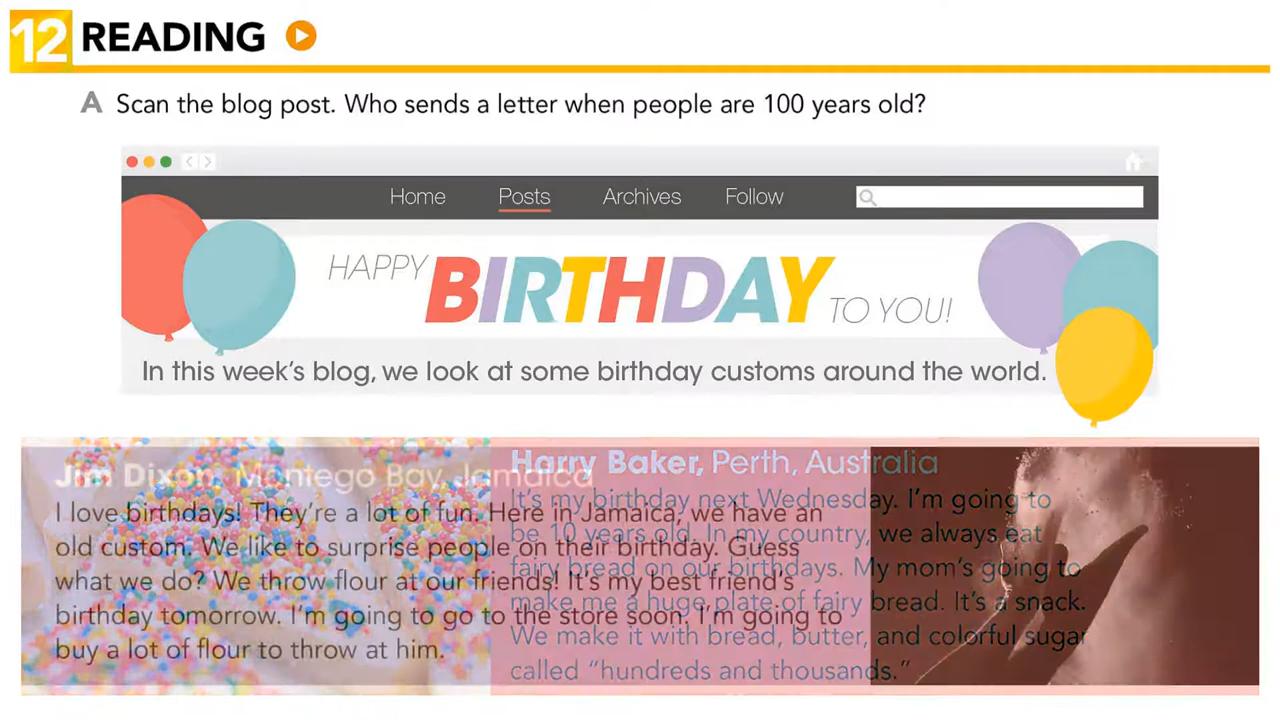 12 READING
A Scan the blog post. Who sends a letter when people are 100 years old?
Home Posts Archives Follow
HAPPY BIRTHDAY TO YOU!
In this week's blog, we look at some birthday customs around the world.
Jim Dixon, Montego Bay, Jamaica
I love birthdays! They're a lot of fun. Here in Jamaica, we have an
old custom. We like to surprise people on their birthday. Guess
what we do? We throw flour at our friends! It's my best friend's
birthday tomorrow. I'm going to go to the store soon. I'm going to
buy a lot of flour to throw at him.
Harry Baker, Perth, Australia
It's my birthday next Wednesday. I'm going to
be 10 years old. In my country, we always eat
fairy bread on our birthdays. My mom's going to
make me a huge plate of fairy bread. It's a snack.
We make it with bread, butter, and colorful sugar
called "hundreds and thousands."